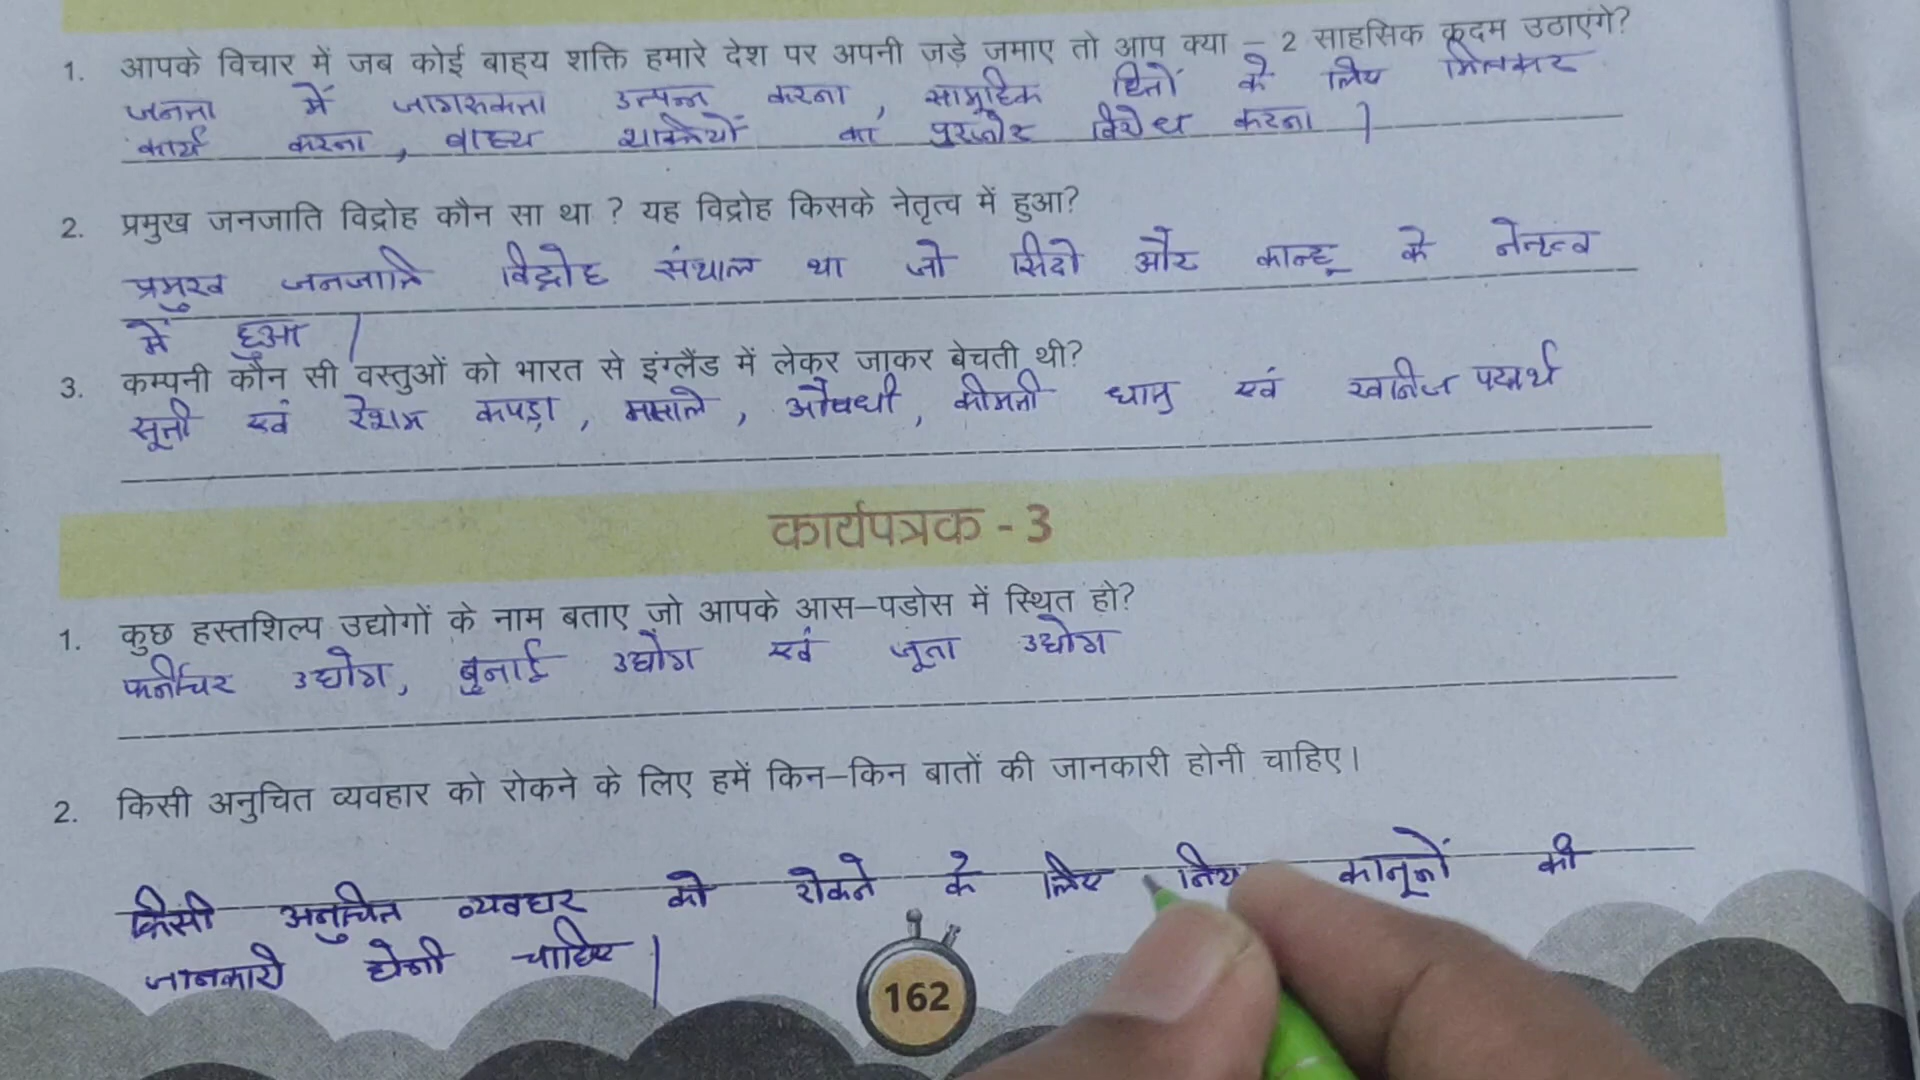 1. आपके विचार में जब कोई बाह्य शक्ति हमारे देश पर अपनी जड़े जमाए तो आप क्या – 2 साहसिक कदम उठाएंगे?
जनता में जागरुकता उत्पन्न करना, सामूहिक हितों के लिए मिलकर
कार्य करना, बाह्य शक्तियों का पुरजोर विरोध करना।
2. प्रमुख जनजाति विद्रोह कौन सा था ? यह विद्रोह किसके नेतृत्व में हुआ?
प्रमुख जनजाति विद्रोह संथाल था जो सिदो और कान्हू के नेतृत्व
में हुआ।
3. कम्पनी कौन सी वस्तुओं को भारत से इंग्लैंड में लेकर जाकर बेचती थी?
सूती एवं रेशम कपड़ा, मसाले, औषधी, कीमती धातु एवं खनिज पदार्थ
कार्यपत्रक - 3
1. कुछ हस्तशिल्प उद्योगों के नाम बताए जो आपके आस–पडोस में स्थित हो?
फर्नीचर उद्योग, बुनाई उद्योग एवं जूता उद्योग
2. किसी अनुचित व्यवहार को रोकने के लिए हमें किन–किन बातों की जानकारी होनी चाहिए।
किसी अनुचित व्यवहार को रोकने के लिए कानूनों की
जानकारी होनी चाहिए।
162